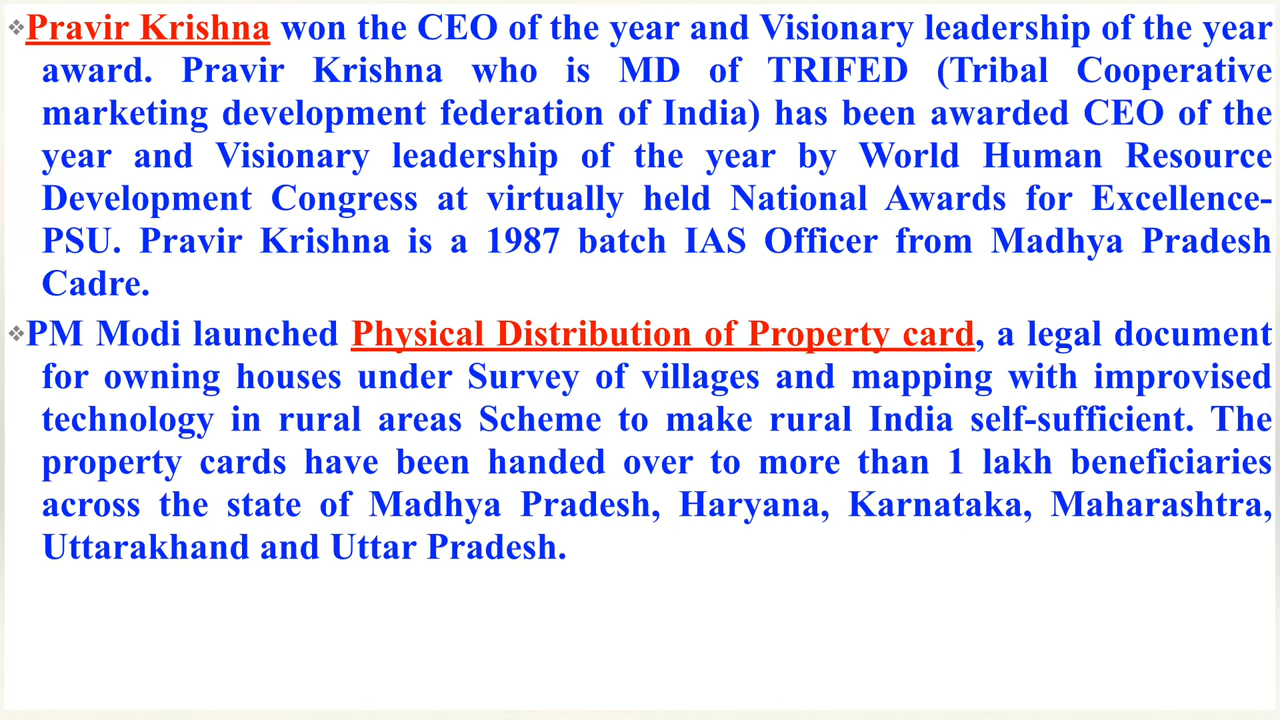 ❖Pravir Krishna won the CEO of the year and Visionary leadership of the year
award. Pravir Krishna who is MD of TRIFED (Tribal Cooperative
marketing development federation of India) has been awarded CEO of the
year and Visionary leadership of the year by World Human Resource
Development Congress at virtually held National Awards for Excellence-
PSU. Pravir Krishna is a 1987 batch IAS Officer from Madhya Pradesh
Cadre.
❖PM Modi launched Physical Distribution of Property card, a legal document
for owning houses under Survey of villages and mapping with improvised
technology in rural areas Scheme to make rural India self-sufficient. The
property cards have been handed over to more than 1 lakh beneficiaries
across the state of Madhya Pradesh, Haryana, Karnataka, Maharashtra,
Uttarakhand and Uttar Pradesh.